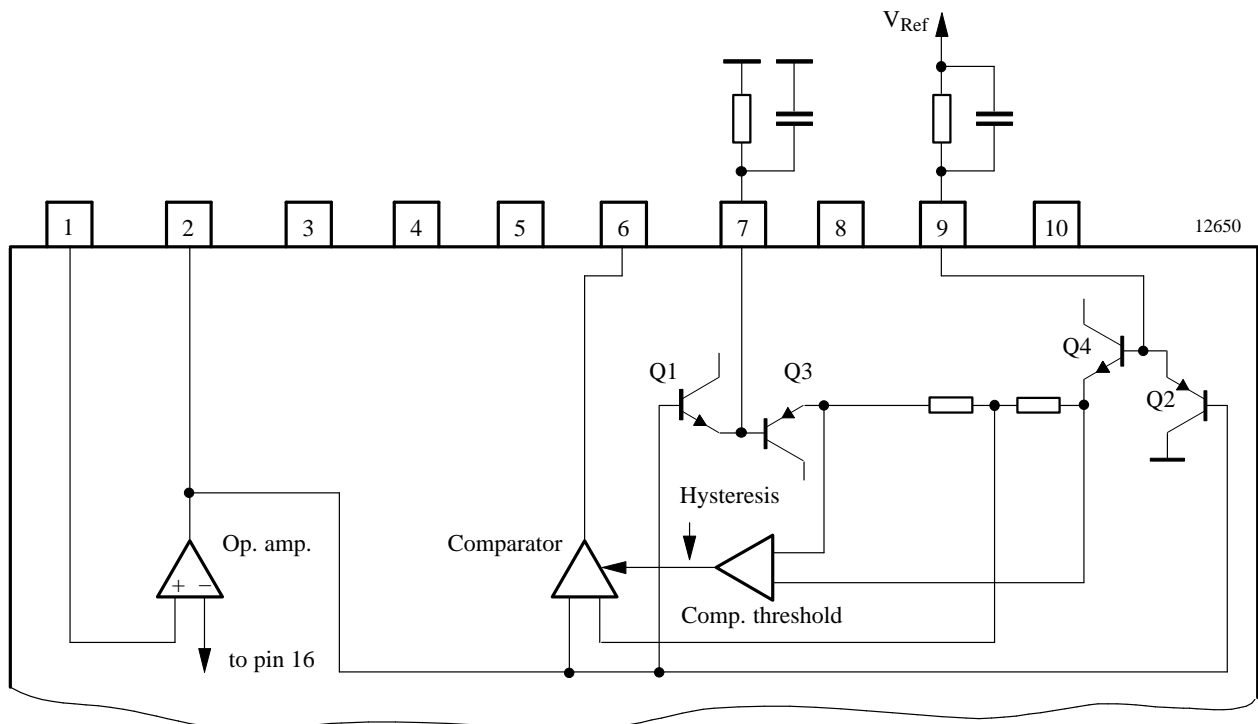 V_Ref
1 2 3 4 5 6 7 8 9 10 12650
Q1 Q3 Q4 Q2
Hysteresis
Op. amp. Comparator
+ −
Comp. threshold
to pin 16